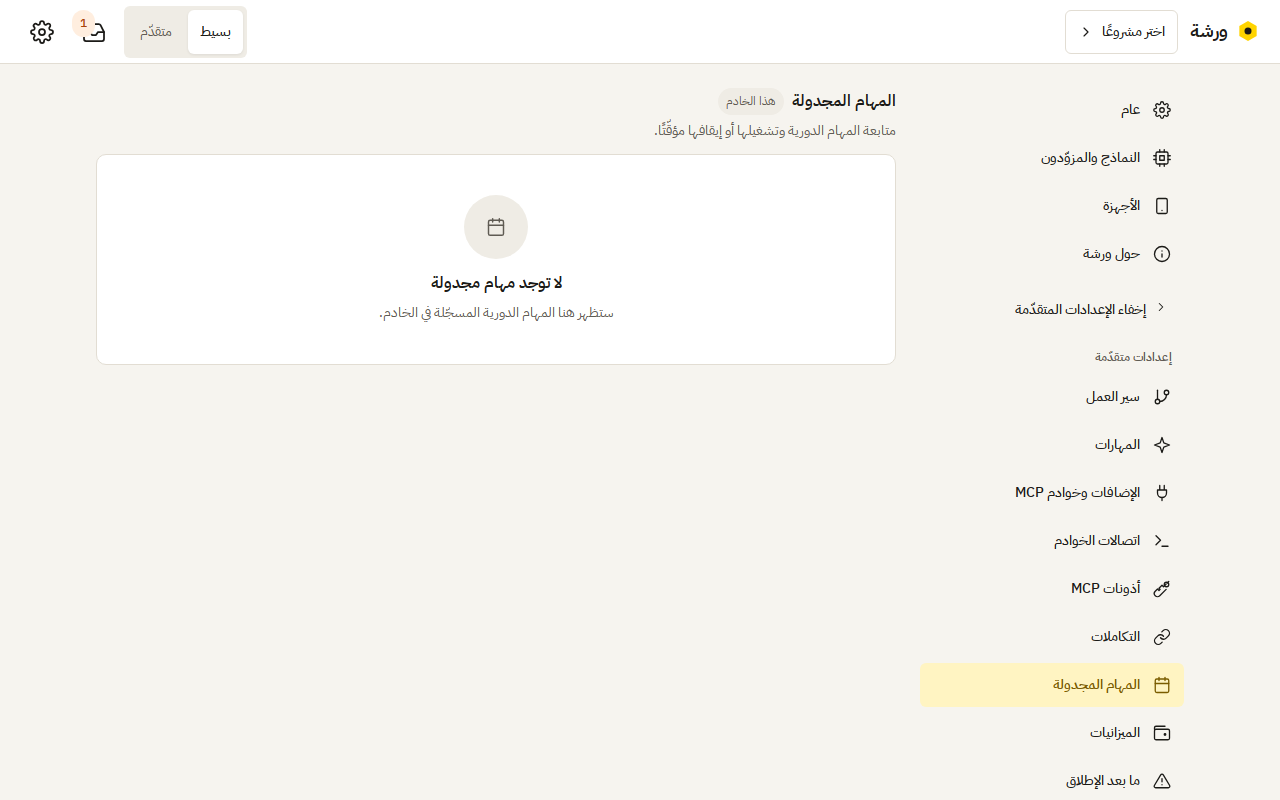 ورشة
اختر مشروعًا
بسيط
متقدّم
1
عام
النماذج والمزوّدون
الأجهزة
حول ورشة
إخفاء الإعدادات المتقدّمة
إعدادات متقدّمة
سير العمل
المهارات
الإضافات وخوادم MCP
اتصالات الخوادم
أذونات MCP
التكاملات
المهام المجدولة
الميزانيات
ما بعد الإطلاق
المهام المجدولة هذا الخادم
متابعة المهام الدورية وتشغيلها أو إيقافها مؤقّتًا.
لا توجد مهام مجدولة
ستظهر هنا المهام الدورية المسجّلة في الخادم.